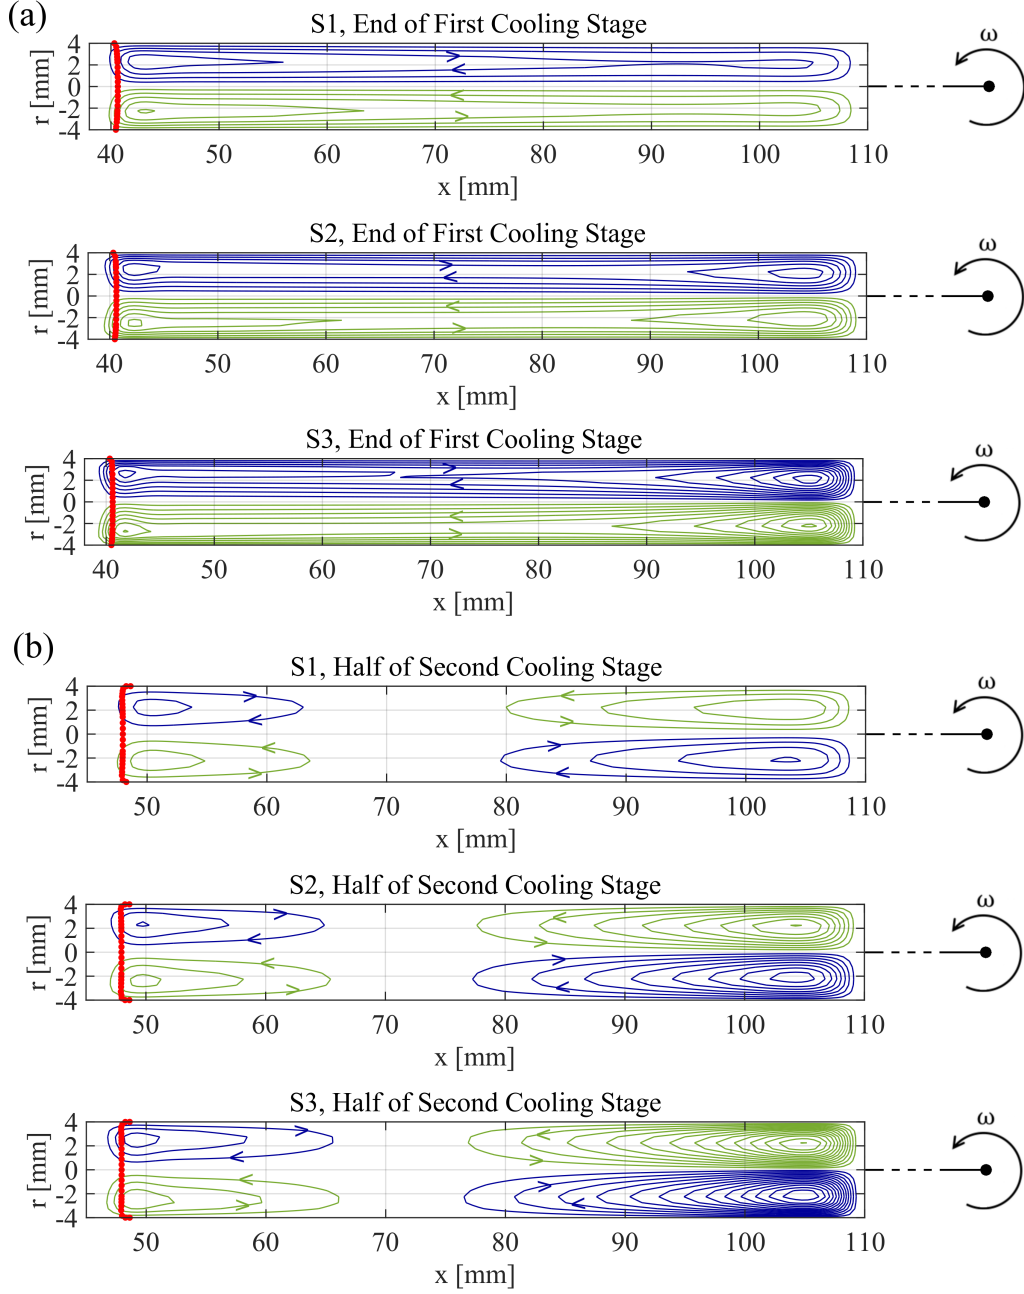 (a)
S1, End of First Cooling Stage
4
2
0
-2
-4
r [mm]
40 50 60 70 80 90 100 110
x [mm]
ω
S2, End of First Cooling Stage
4
2
0
-2
-4
r [mm]
40 50 60 70 80 90 100 110
x [mm]
ω
S3, End of First Cooling Stage
4
2
0
-2
-4
r [mm]
40 50 60 70 80 90 100 110
x [mm]
ω
(b)
S1, Half of Second Cooling Stage
4
2
0
-2
-4
r [mm]
50 60 70 80 90 100 110
x [mm]
ω
S2, Half of Second Cooling Stage
4
2
0
-2
-4
r [mm]
50 60 70 80 90 100 110
x [mm]
ω
S3, Half of Second Cooling Stage
4
2
0
-2
-4
r [mm]
50 60 70 80 90 100 110
x [mm]
ω